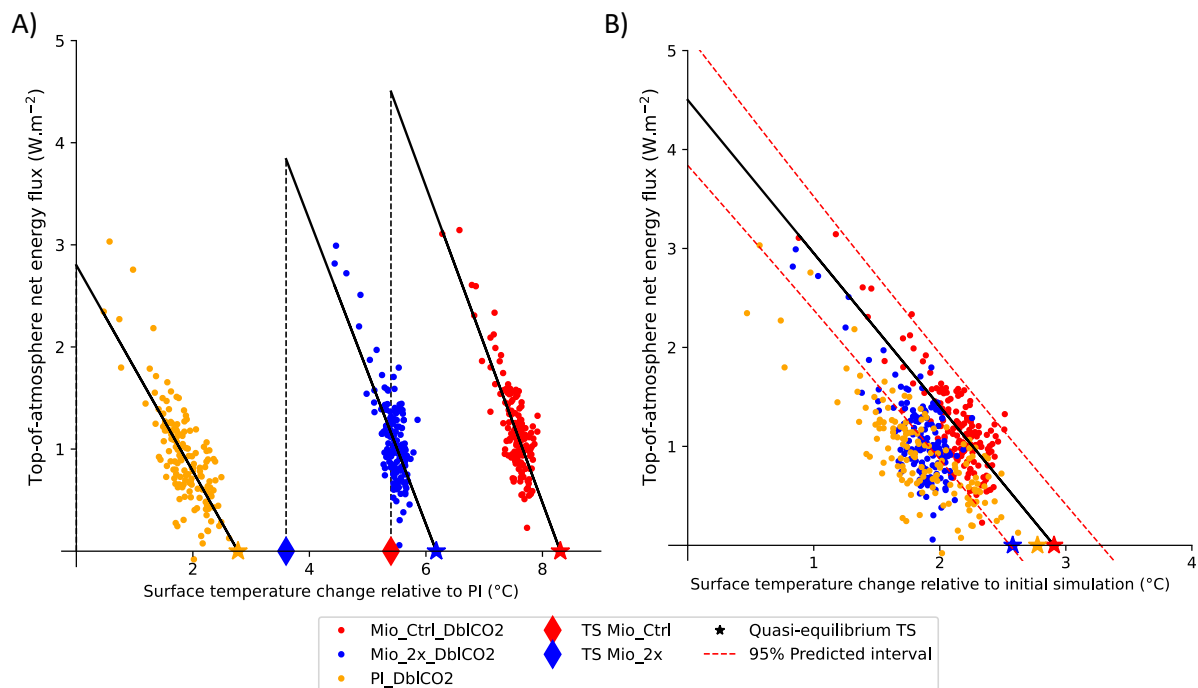 A)
B)
Top-of-atmosphere net energy flux (W.m⁻²)
5
4
3
2
1
2
4
6
8
Surface temperature change relative to PI (°C)
Top-of-atmosphere net energy flux (W.m⁻²)
5
4
3
2
1
1
2
3
4
Surface temperature change relative to initial simulation (°C)
Mio_Ctrl_DblCO2
Mio_2x_DblCO2
PI_DblCO2
TS Mio_Ctrl
TS Mio_2x
Quasi-equilibrium TS
95% Predicted interval